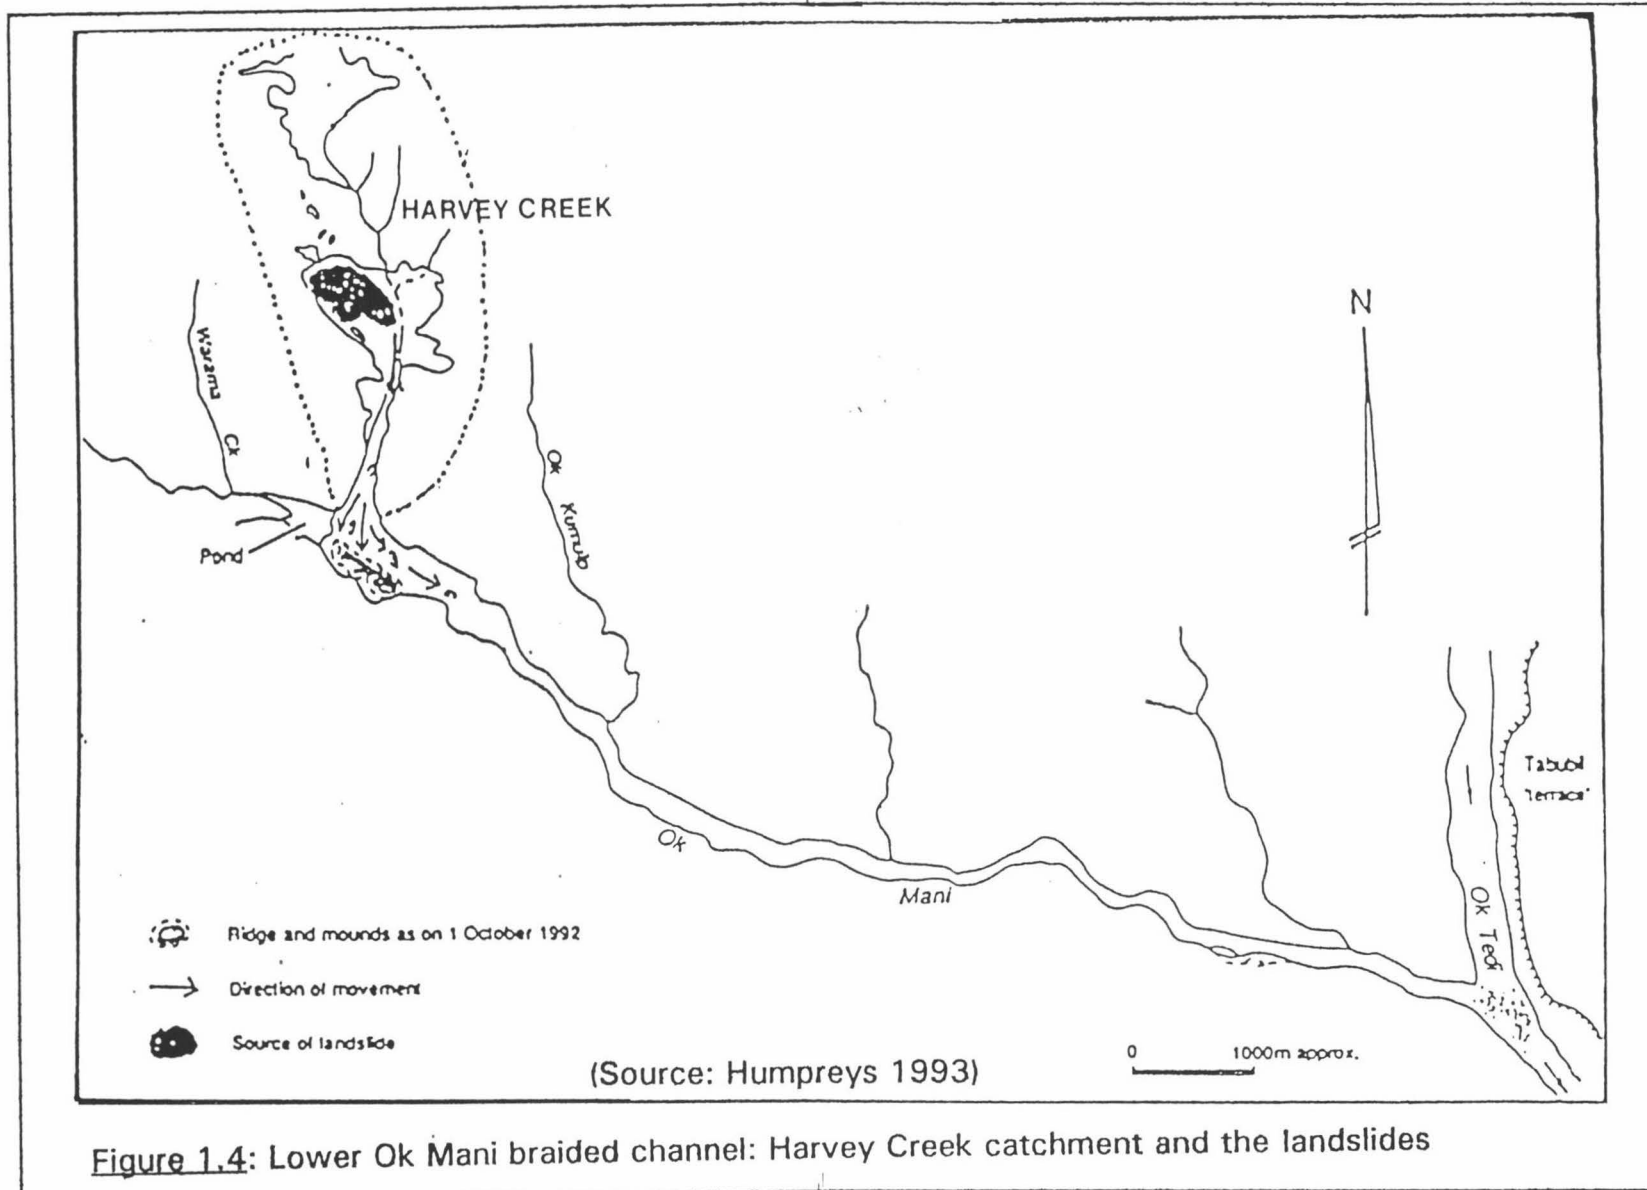 HARVEY CREEK
N
Warama
Ck
Ok
Kumub
Pond
Tabubil
Terrace
Ok
Mani
Ok Tedi
Ridge and mounds as on 1 October 1992
Direction of movement
Source of landslide
0 1000m approx.
(Source: Humpreys 1993)
Figure 1.4: Lower Ok Mani braided channel: Harvey Creek catchment and the landslides